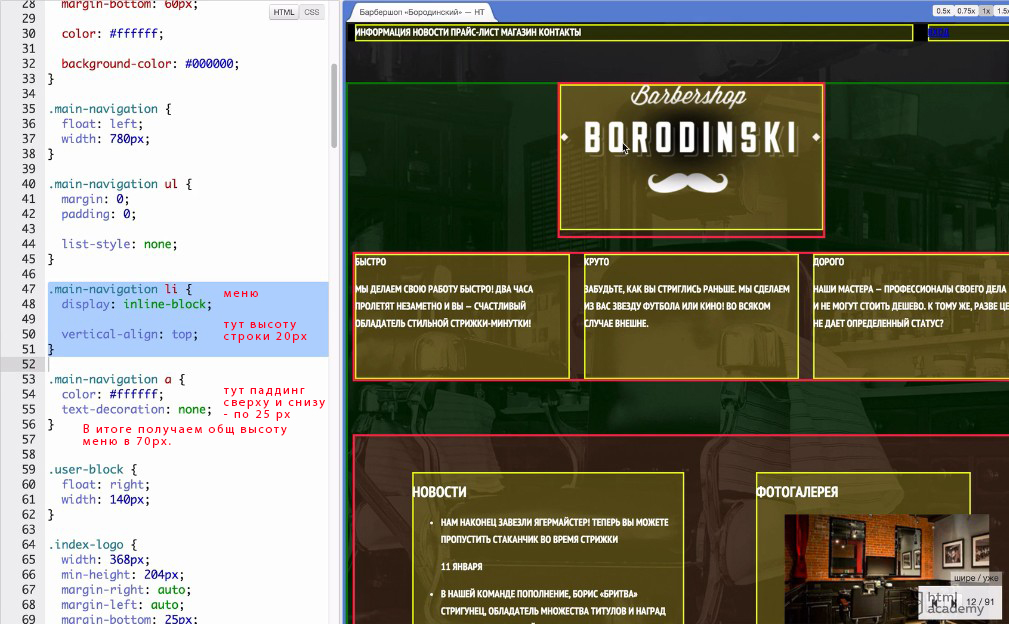 HTML CSS
Барбершоп «Бородинский» — HT
0.5x 0.75x 1x 1.5x
28 margin-bottom: 60px;
29
30 color: #ffffff;
31
32 background-color: #000000;
33 }
34
35 .main-navigation {
36 float: left;
37 width: 780px;
38 }
39
40 .main-navigation ul {
41 margin: 0;
42 padding: 0;
43
44 list-style: none;
45 }
46
47 .main-navigation li {
меню
48 display: inline-block;
49
тут высоту
строки 20px
50 vertical-align: top;
51 }
52
53 .main-navigation a {
тут паддинг
сверху и снизу
- по 25 px
54 color: #ffffff;
55 text-decoration: none;
56 }
В итоге получаем общ высоту
меню в 70px.
57
58
59 .user-block {
60 float: right;
61 width: 140px;
62 }
63
64 .index-logo {
65 width: 368px;
66 min-height: 204px;
67 margin-right: auto;
68 margin-left: auto;
69 margin-bottom: 25px;
ИНФОРМАЦИЯ НОВОСТИ ПРАЙС-ЛИСТ МАГАЗИН КОНТАКТЫ
ВХОД
Barbershop
BORODINSKI
БЫСТРО
МЫ ДЕЛАЕМ СВОЮ РАБОТУ БЫСТРО! ДВА ЧАСА
ПРОЛЕТЯТ НЕЗАМЕТНО И ВЫ — СЧАСТЛИВЫЙ
ОБЛАДАТЕЛЬ СТИЛЬНОЙ СТРИЖКИ-МИНУТКИ!
КРУТО
ЗАБУДЬТЕ, КАК ВЫ СТРИГЛИСЬ РАНЬШЕ. МЫ СДЕЛАЕМ
ИЗ ВАС ЗВЕЗДУ ФУТБОЛА ИЛИ КИНО! ВО ВСЯКОМ
СЛУЧАЕ ВНЕШНЕ.
ДОРОГО
НАШИ МАСТЕРА — ПРОФЕССИОНАЛЫ СВОЕГО ДЕЛА
И НЕ МОГУТ СТОИТЬ ДЕШЕВО. К ТОМУ ЖЕ, РАЗВЕ ЦЕ
НЕ ДАЕТ ОПРЕДЕЛЕННЫЙ СТАТУС?
НОВОСТИ
НАМ НАКОНЕЦ ЗАВЕЗЛИ ЯГЕРМАЙСТЕР! ТЕПЕРЬ ВЫ МОЖЕТЕ
ПРОПУСТИТЬ СТАКАНЧИК ВО ВРЕМЯ СТРИЖКИ
11 ЯНВАРЯ
В НАШЕЙ КОМАНДЕ ПОПОЛНЕНИЕ, БОРИС «БРИТВА»
СТРИГУНЕЦ, ОБЛАДАТЕЛЬ МНОЖЕСТВА ТИТУЛОВ И НАГРАД
ФОТОГАЛЕРЕЯ
шире / уже
12 / 91
html
academy